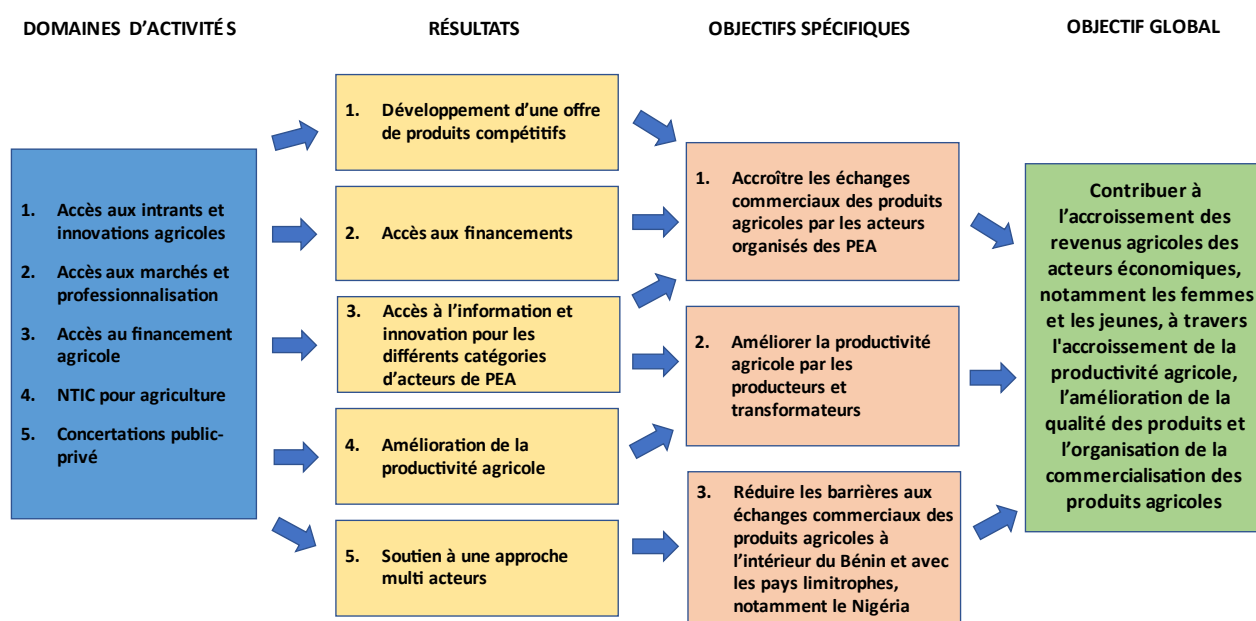 DOMAINES D'ACTIVITÉS
RÉSULTATS
OBJECTIFS SPÉCIFIQUES
OBJECTIF GLOBAL
1. Accès aux intrants et
innovations agricoles
2. Accès aux marchés et
professionnalisation
3. Accès au financement
agricole
4. NTIC pour agriculture
5. Concertations public-
privé
1. Développement d'une offre
de produits compétitifs
2. Accès aux financements
3. Accès à l'information et
innovation pour les
différents catégories
d'acteurs de PEA
4. Amélioration de la
productivité agricole
5. Soutien à une approche
multi acteurs
1. Accroître les échanges
commerciaux des produits
agricoles par les acteurs
organisés des PEA
2. Améliorer la productivité
agricole par les
producteurs et
transformateurs
3. Réduire les barrières aux
échanges commerciaux des
produits agricoles à
l'intérieur du Bénin et avec
les pays limitrophes,
notamment le Nigéria
Contribuer à
l'accroissement des
revenus agricoles des
acteurs économiques,
notamment les femmes
et les jeunes, à travers
l'accroissement de la
productivité agricole,
l'amélioration de la
qualité des produits et
l'organisation de la
commercialisation des
produits agricoles